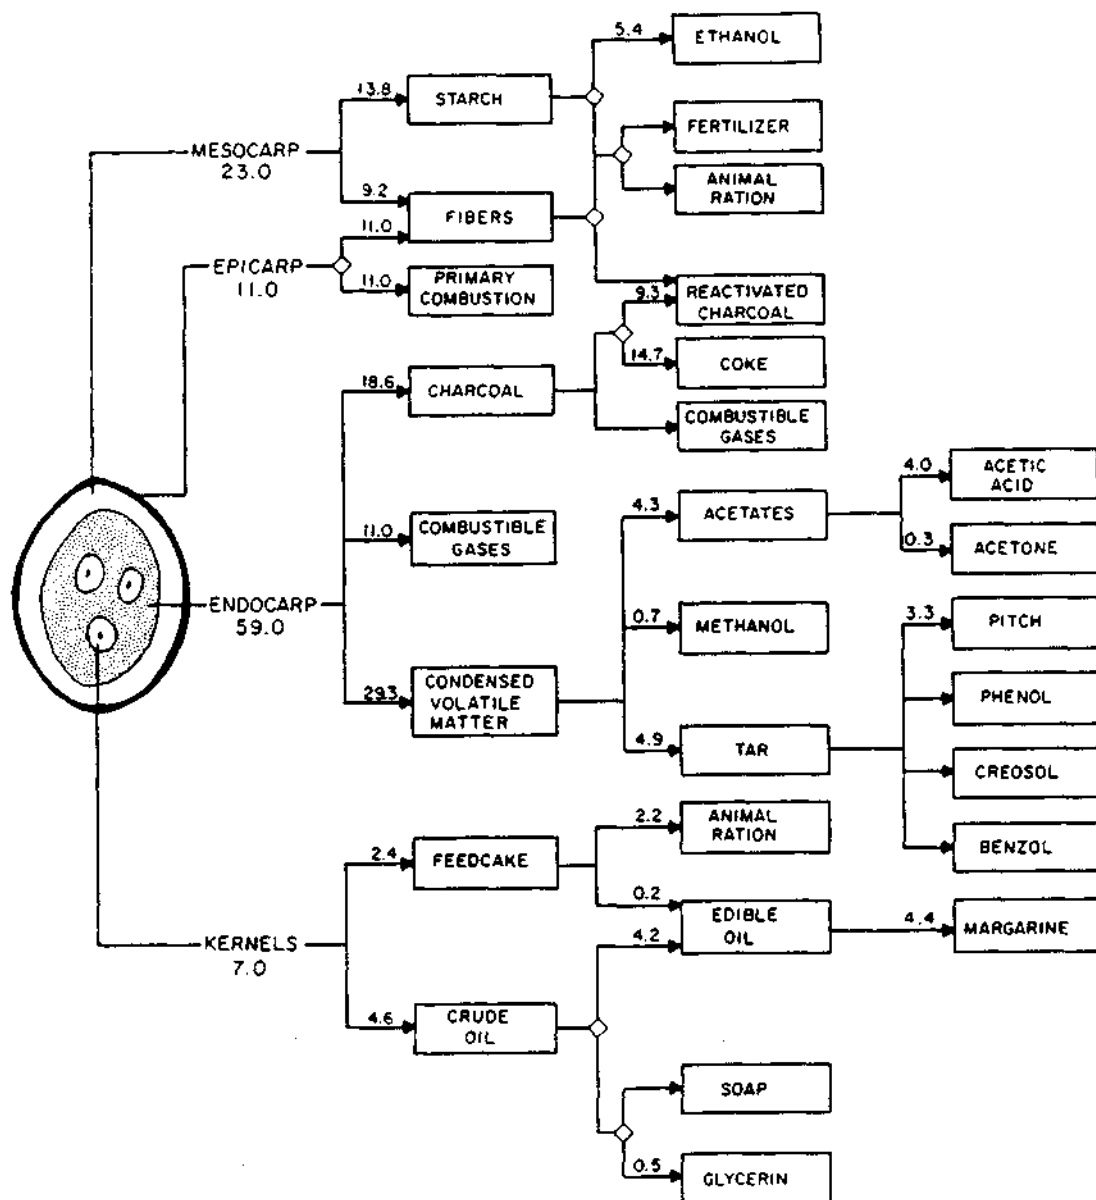 5.4
ETHANOL
13.8
STARCH
FERTILIZER
MESOCARP
23.0
ANIMAL
RATION
9.2
FIBERS
11.0
EPICARP
11.0
11.0
PRIMARY
COMBUSTION
9.3
REACTIVATED
CHARCOAL
14.7
COKE
18.6
CHARCOAL
COMBUSTIBLE
GASES
4.0
ACETIC
ACID
4.3
ACETATES
11.0
COMBUSTIBLE
GASES
0.3
ACETONE
ENDOCARP
59.0
0.7
METHANOL
3.3
PITCH
29.3
CONDENSED
VOLATILE
MATTER
PHENOL
4.9
TAR
CREOSOL
2.2
ANIMAL
RATION
BENZOL
2.4
FEEDCAKE
0.2
EDIBLE
OIL
4.4
MARGARINE
KERNELS
7.0
4.2
4.6
CRUDE
OIL
SOAP
0.5
GLYCERIN